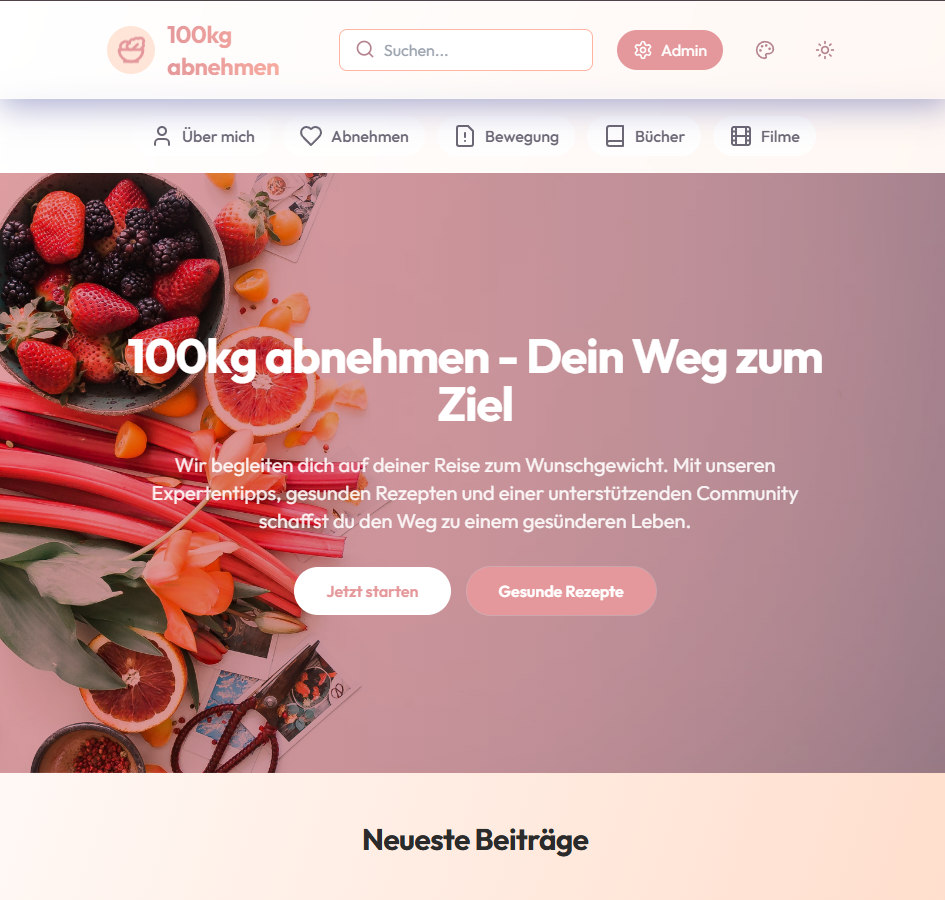 100kg
abnehmen
Suchen...
Admin
Über mich
Abnehmen
Bewegung
Bücher
Filme
100kg abnehmen - Dein Weg zum
Ziel
Wir begleiten dich auf deiner Reise zum Wunschgewicht. Mit unseren
Expertentipps, gesunden Rezepten und einer unterstützenden Community
schaffst du den Weg zu einem gesünderen Leben.
Jetzt starten
Gesunde Rezepte
Neueste Beiträge